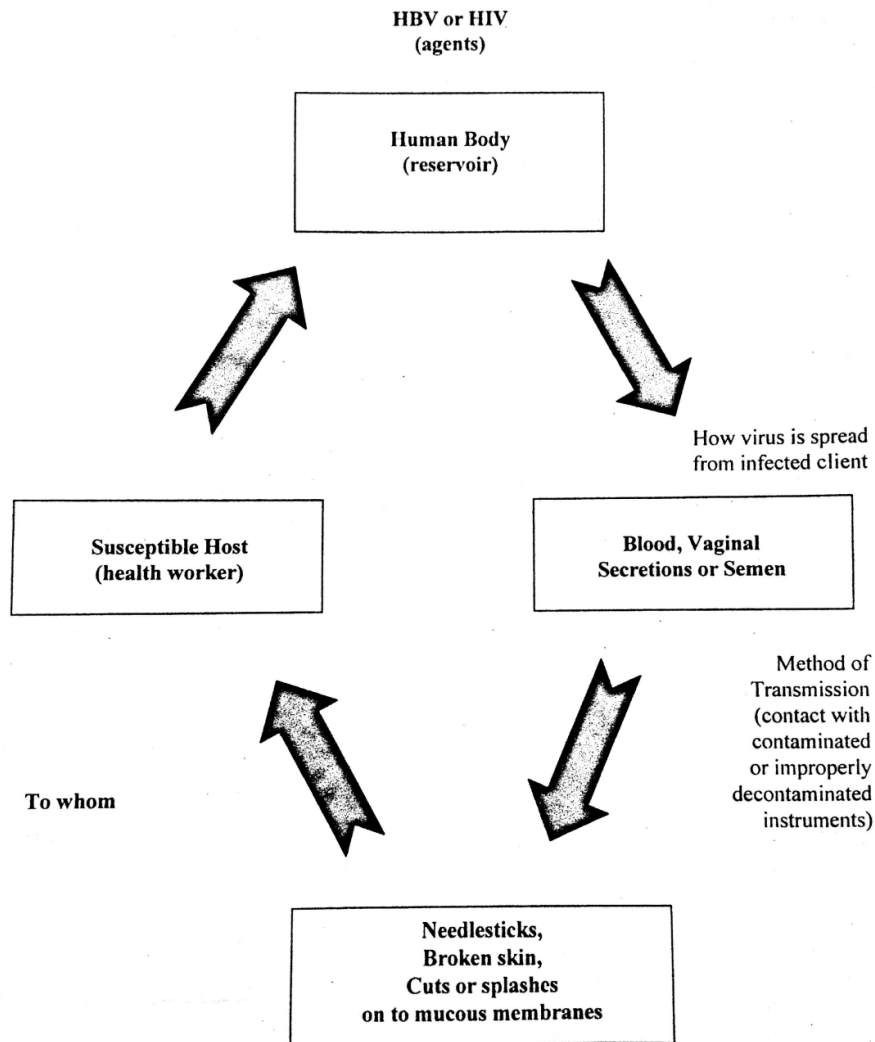 HBV or HIV
(agents)
Human Body
(reservoir)
How virus is spread
from infected client
Susceptible Host
(health worker)
Blood, Vaginal
Secretions or Semen
Method of
Transmission
(contact with
contaminated
or improperly
decontaminated
instruments)
To whom
Needlesticks,
Broken skin,
Cuts or splashes
on to mucous membranes